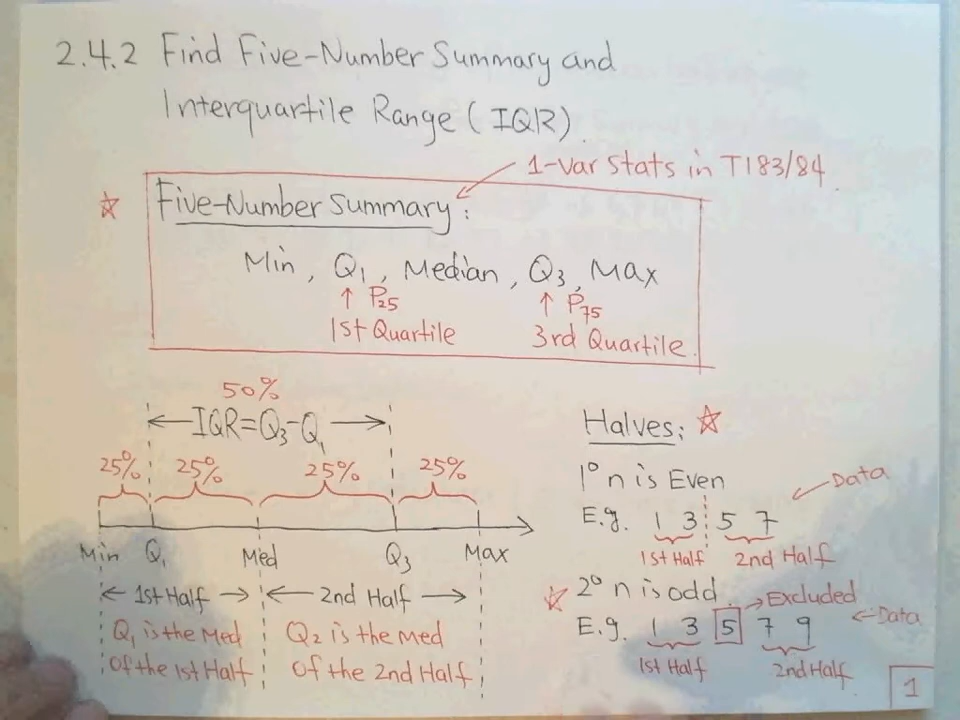 2.4.2 Find Five-Number Summary and
Interquartile Range (IQR).
1-Var Stats in TI83/84
Five-Number Summary:
Min, Q1, Median, Q3, Max
↑ P25 ↑ P75
1st Quartile 3rd Quartile
50%
IQR=Q3-Q1
25% 25% 25% 25%
Min Q1 Med Q3 Max
1st Half 2nd Half
Q1 is the Med Q2 is the Med
of the 1st Half of the 2nd Half
Halves:
1° n is Even
Data
E.g. 1 3 5 7
1st Half 2nd Half
2° n is odd
Excluded
E.g. 1 3 5 7 9 Data
1st Half 2nd Half
1